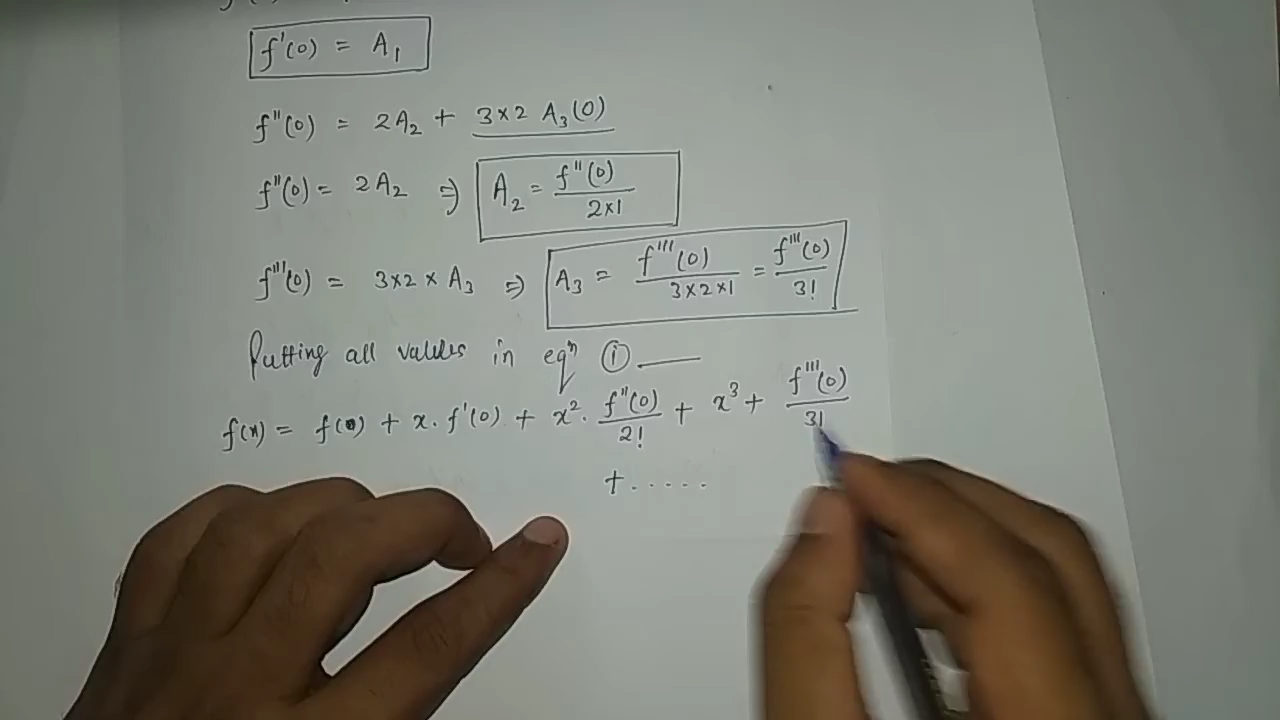 f'(0) = A₁
f''(0) = 2A₂ + 3×2 A₃(0)
f''(0) = 2A₂ ⇒ A₂ = f''(0) / 2×1
f'''(0) = 3×2×A₃ ⇒ A₃ = f'''(0) / 3×2×1 = f'''(0) / 3!
Putting all values in eqⁿ ①
f(x) = f(0) + x. f'(0) + x². f''(0) / 2! + x³ + f'''(0) / 3!
+ .....